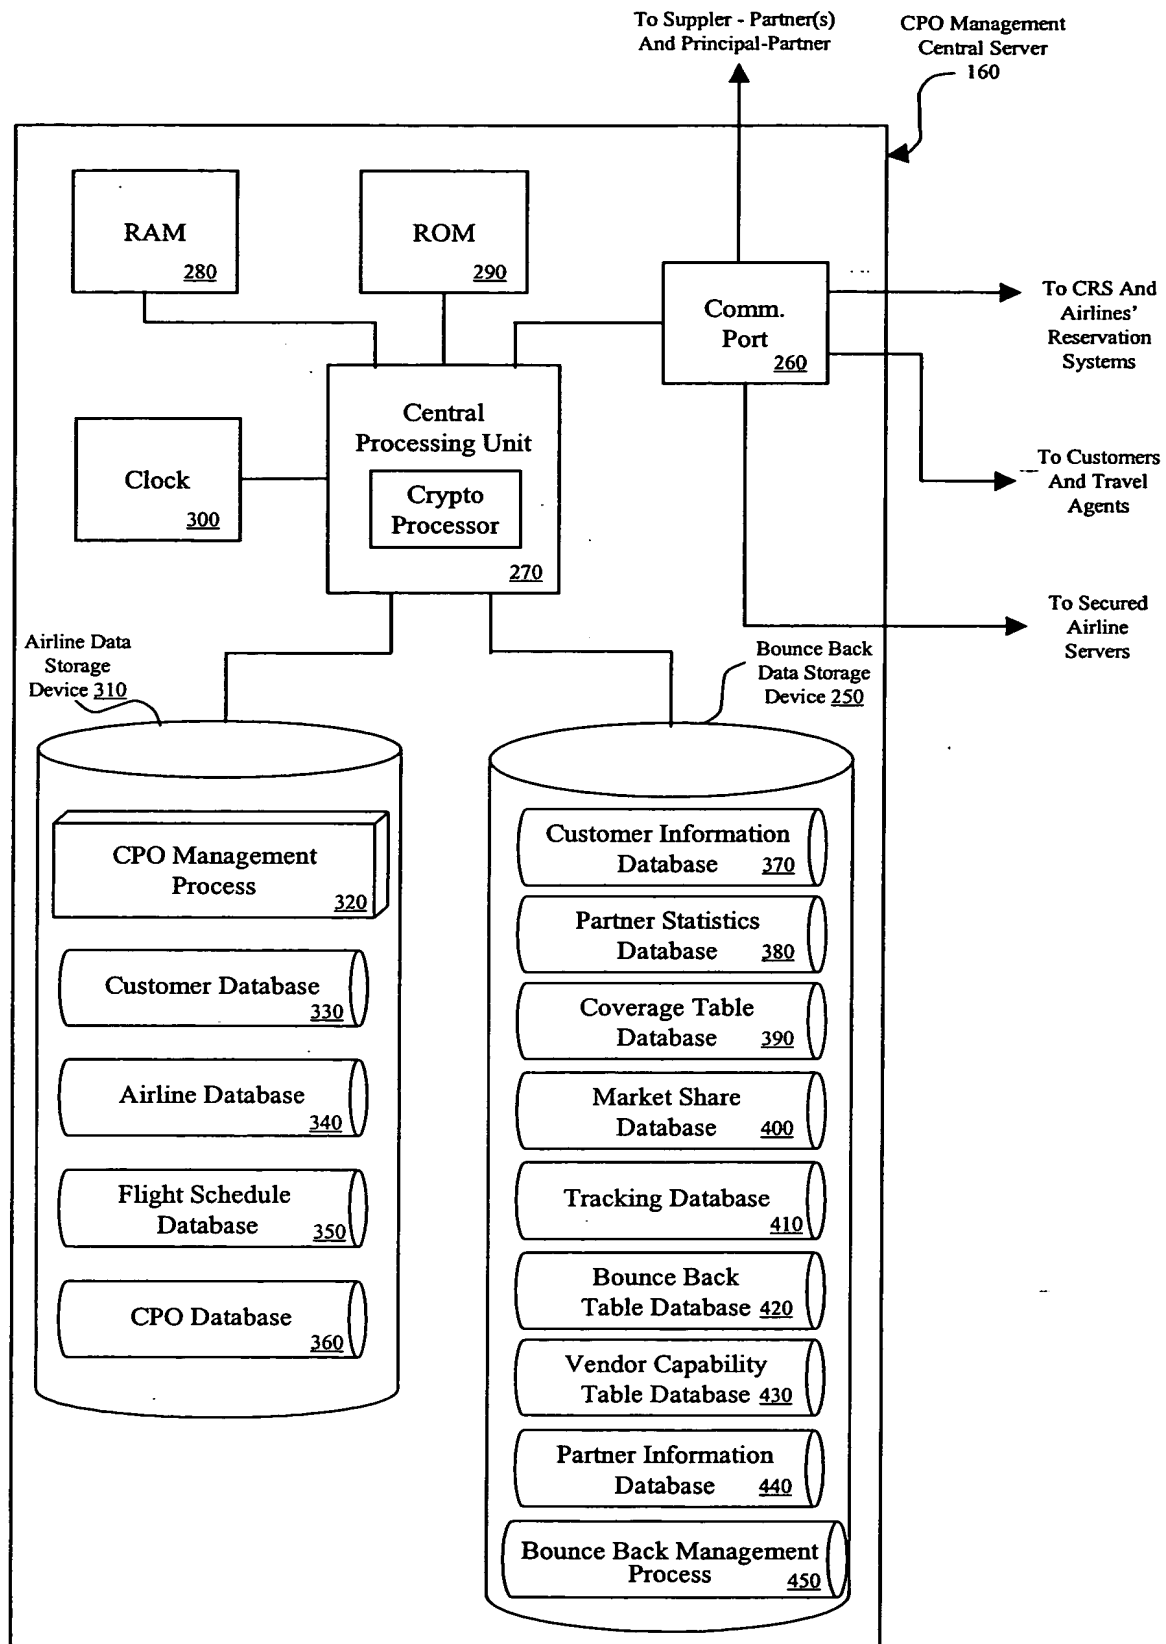 To Suppler - Partner(s)
And Principal-Partner
CPO Management
Central Server
160
RAM
280
ROM
290
Comm.
Port
260
To CRS And
Airlines'
Reservation
Systems
Central
Processing Unit
Crypto
Processor
270
Clock
300
To Customers
And Travel
Agents
To Secured
Airline
Servers
Airline Data
Storage
Device 310
Bounce Back
Data Storage
Device 250
CPO Management
Process
320
Customer Database
330
Airline Database
340
Flight Schedule
Database
350
CPO Database
360
Customer Information
Database 370
Partner Statistics
Database 380
Coverage Table
Database 390
Market Share
Database 400
Tracking Database
410
Bounce Back
Table Database 420
Vendor Capability
Table Database 430
Partner Information
Database 440
Bounce Back Management
Process 450